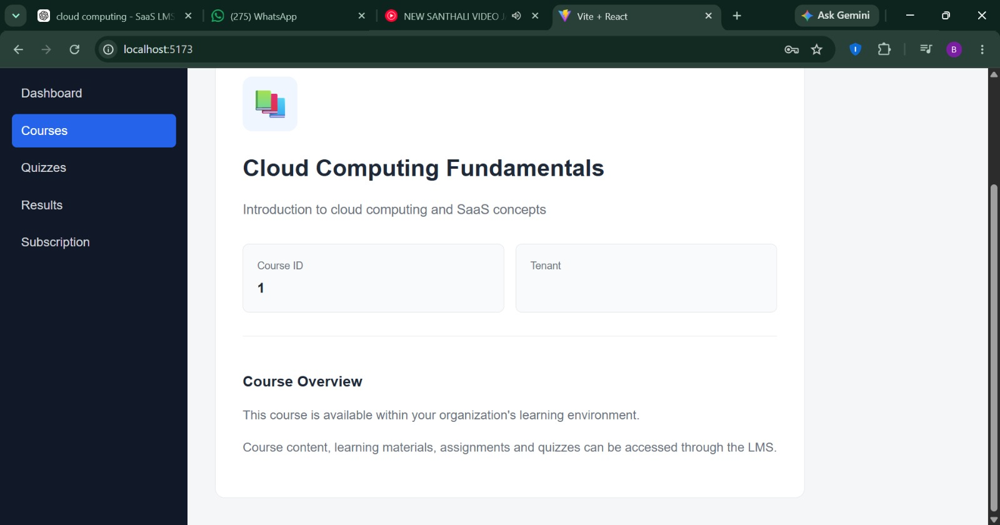 cloud computing - SaaS LMS
(275) WhatsApp
NEW SANTHALI VIDEO
Vite + React
Ask Gemini
localhost:5173
B
Dashboard
Courses
Quizzes
Results
Subscription
Cloud Computing Fundamentals
Introduction to cloud computing and SaaS concepts
Course ID
1
Tenant
Course Overview
This course is available within your organization's learning environment.
Course content, learning materials, assignments and quizzes can be accessed through the LMS.